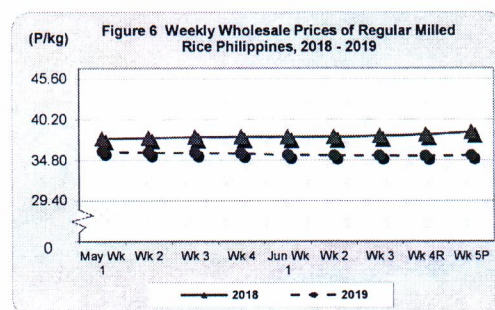 (P/kg)
Figure 6 Weekly Wholesale Prices of Regular Milled
Rice Philippines, 2018 - 2019
45.60
40.20
34.80
29.40
0
May Wk 1
Wk 2
Wk 3
Wk 4
Jun Wk 1
Wk 2
Wk 3
Wk 4R
Wk 5P
2018
2019